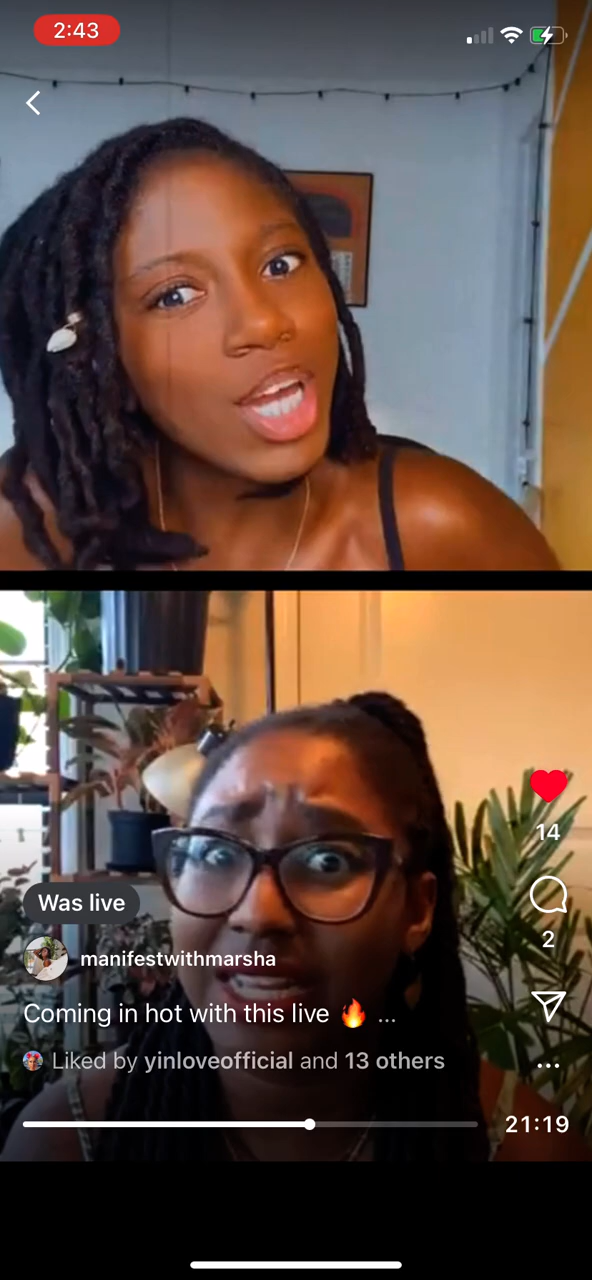 2:43
14
Was live
2
manifestwithmarsha
Coming in hot with this live 🔥 ...
Liked by yinloveofficial and 13 others
21:19